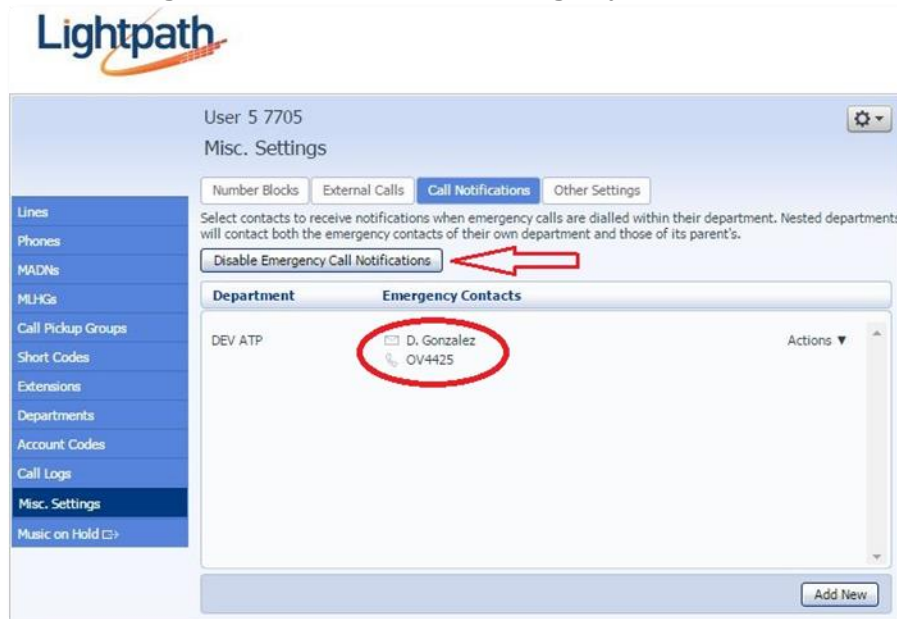 Lightpath
User 5 7705
Misc. Settings
Number Blocks External Calls Call Notifications Other Settings
Select contacts to receive notifications when emergency calls are dialled within their department. Nested departments
will contact both the emergency contacts of their own department and those of its parent's.
Disable Emergency Call Notifications
Department Emergency Contacts
DEV ATP D. Gonzalez Actions ▼
OV4425
Add New
Lines
Phones
MADNs
MLHGs
Call Pickup Groups
Short Codes
Extensions
Departments
Account Codes
Call Logs
Misc. Settings
Music on Hold